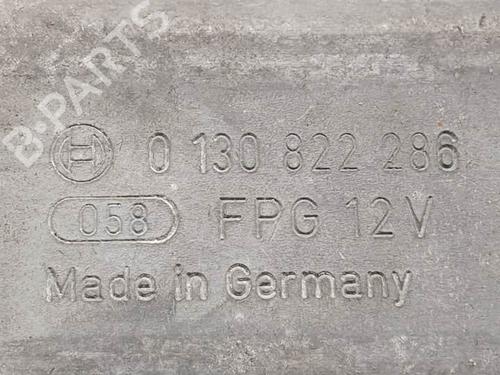 B-PARTS
0 130 822 286
058 FPG 12V
Made in Germany